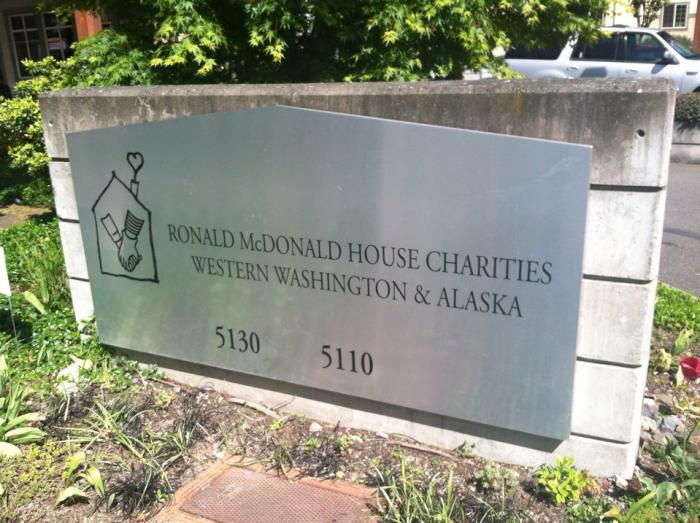 RONALD McDONALD HOUSE CHARITIES
WESTERN WASHINGTON & ALASKA
5130 5110